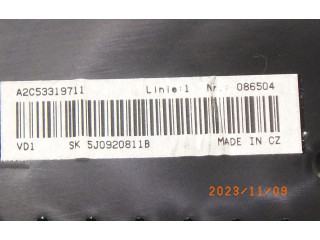 A2C53319711 Linie:1 Nr.: 086504
VD1 SK 5J0920811B MADE IN CZ
2023/11/09